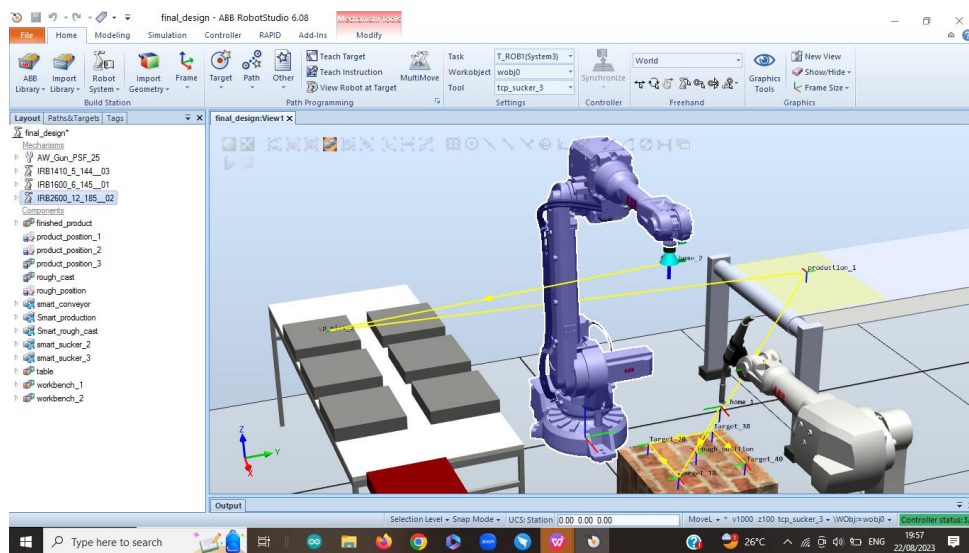 final_design - ABB RobotStudio 6.08
Mechanism Tools
File Home Modeling Simulation Controller RAPID Add-Ins Modify
ABB Library Import Library Robot System Import Geometry Frame
Build Station
Target Path Other
Teach Target
Teach Instruction
View Robot at Target
MultiMove
Path Programming
Task T_ROB1(System3)
Workobject wobj0
Tool tcp_sucker_3
Settings
Synchronize
Controller
World
Freehand
Graphics Tools
New View
Show/Hide
Frame Size
Graphics
Layout Paths&Targets Tags
final_design:View1
final_design*
Mechanisms
AW_Gun_PSF_25
IRB1410_5_144__03
IRB1600_6_145__01
IRB2600_12_185__02
Components
finished_product
product_position_1
product_position_2
product_position_3
rough_cast
rough_position
smart_conveyor
Smart_production
Smart_rough_cast
smart_sucker_2
smart_sucker_3
table
workbench_1
workbench_2
home_2
production_1
home_1
Target_30
Target_20
rough_position
Target_40
Target_10
ABB
Z
Y
X
Output
Selection Level Snap Mode UCS: Station 0.00 0.00 0.00 MoveL * v1000 z100 tcp_sucker_3 \WObj:=wobj0 Controller status: 3
Type here to search
26°C
ENG
19:57
22/08/2023